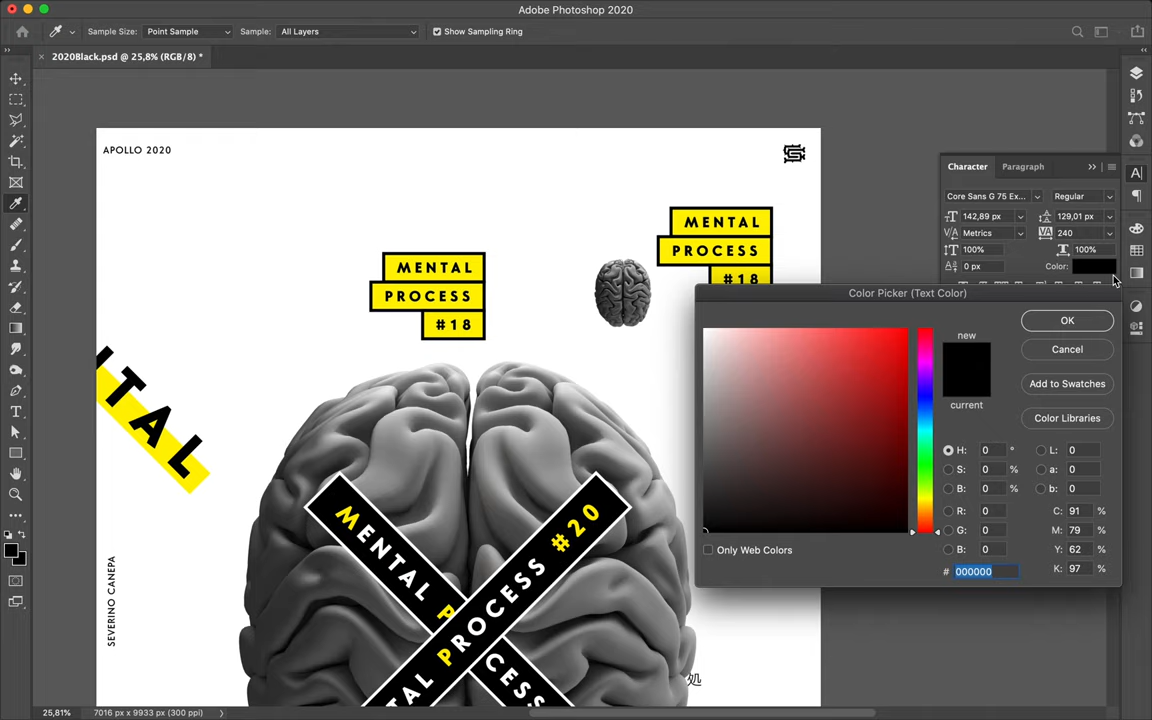 Adobe Photoshop 2020
Sample Size: Point Sample Sample: All Layers Show Sampling Ring
2020Black.psd @ 25,8% (RGB/8) *
APOLLO 2020
MENTAL
PROCESS
#18
MENTAL
PROCESS
#18
TAL
MENTAL P
CESS
TAL PROCESS #20
SEVERINO CANEPA
処
Character Paragraph
Core Sans G 75 Ex... Regular
142,89 px 129,01 px
Metrics 240
100% 100%
0 px Color:
Color Picker (Text Color)
new
current
OK
Cancel
Add to Swatches
Color Libraries
H: 0 ° L: 0
S: 0 % a: 0
B: 0 % b: 0
R: 0 C: 91 %
G: 0 M: 79 %
B: 0 Y: 62 %
# 000000 K: 97 %
Only Web Colors
25,81% 7016 px x 9933 px (300 ppi)